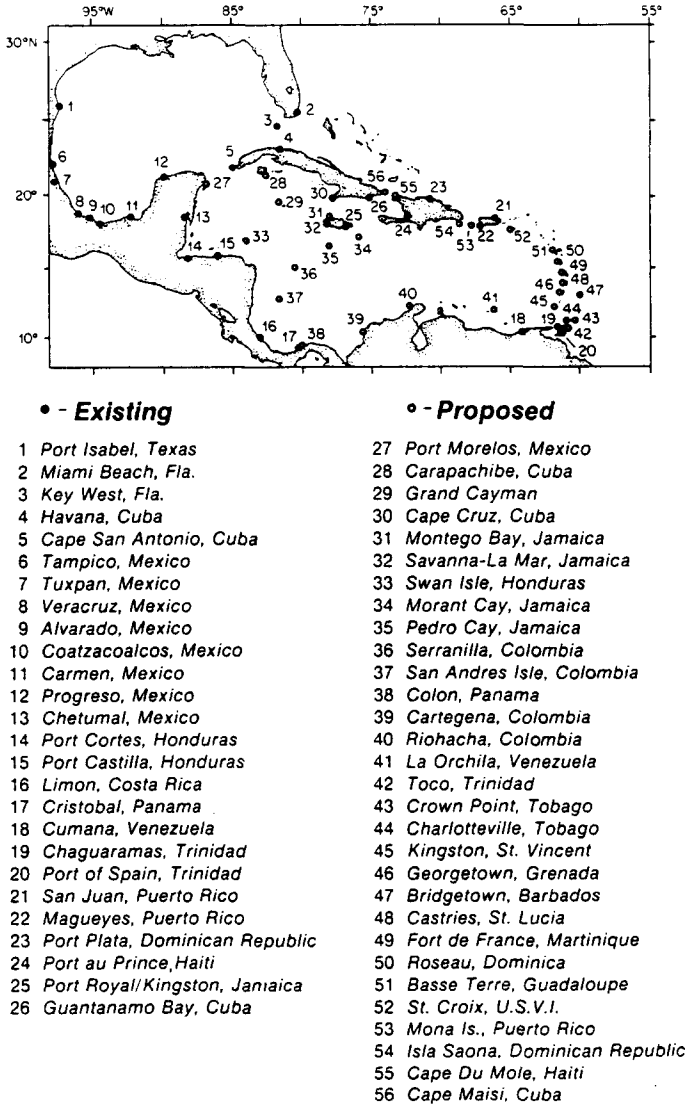 95°W 85° 75° 65° 55°
30°N
20°
10°
1
2
3
4
5
6
7
8
9
10
11
12
13
14
15
16
17
18
19
20
21
22
23
24
25
26
27
28
29
30
31
32
33
34
35
36
37
38
39
40
41
42
43
44
45
46
47
48
49
50
51
52
53
54
55
56
• - Existing
1 Port Isabel, Texas
2 Miami Beach, Fla.
3 Key West, Fla.
4 Havana, Cuba
5 Cape San Antonio, Cuba
6 Tampico, Mexico
7 Tuxpan, Mexico
8 Veracruz, Mexico
9 Alvarado, Mexico
10 Coatzacoalcos, Mexico
11 Carmen, Mexico
12 Progreso, Mexico
13 Chetumal, Mexico
14 Port Cortes, Honduras
15 Port Castilla, Honduras
16 Limon, Costa Rica
17 Cristobal, Panama
18 Cumana, Venezuela
19 Chaguaramas, Trinidad
20 Port of Spain, Trinidad
21 San Juan, Puerto Rico
22 Magueyes, Puerto Rico
23 Port Plata, Dominican Republic
24 Port au Prince, Haiti
25 Port Royal/Kingston, Jamaica
26 Guantanamo Bay, Cuba
o - Proposed
27 Port Morelos, Mexico
28 Carapachibe, Cuba
29 Grand Cayman
30 Cape Cruz, Cuba
31 Montego Bay, Jamaica
32 Savanna-La Mar, Jamaica
33 Swan Isle, Honduras
34 Morant Cay, Jamaica
35 Pedro Cay, Jamaica
36 Serranilla, Colombia
37 San Andres Isle, Colombia
38 Colon, Panama
39 Cartegena, Colombia
40 Riohacha, Colombia
41 La Orchila, Venezuela
42 Toco, Trinidad
43 Crown Point, Tobago
44 Charlotteville, Tobago
45 Kingston, St. Vincent
46 Georgetown, Grenada
47 Bridgetown, Barbados
48 Castries, St. Lucia
49 Fort de France, Martinique
50 Roseau, Dominica
51 Basse Terre, Guadaloupe
52 St. Croix, U.S.V.I.
53 Mona Is., Puerto Rico
54 Isla Saona, Dominican Republic
55 Cape Du Mole, Haiti
56 Cape Maisi, Cuba